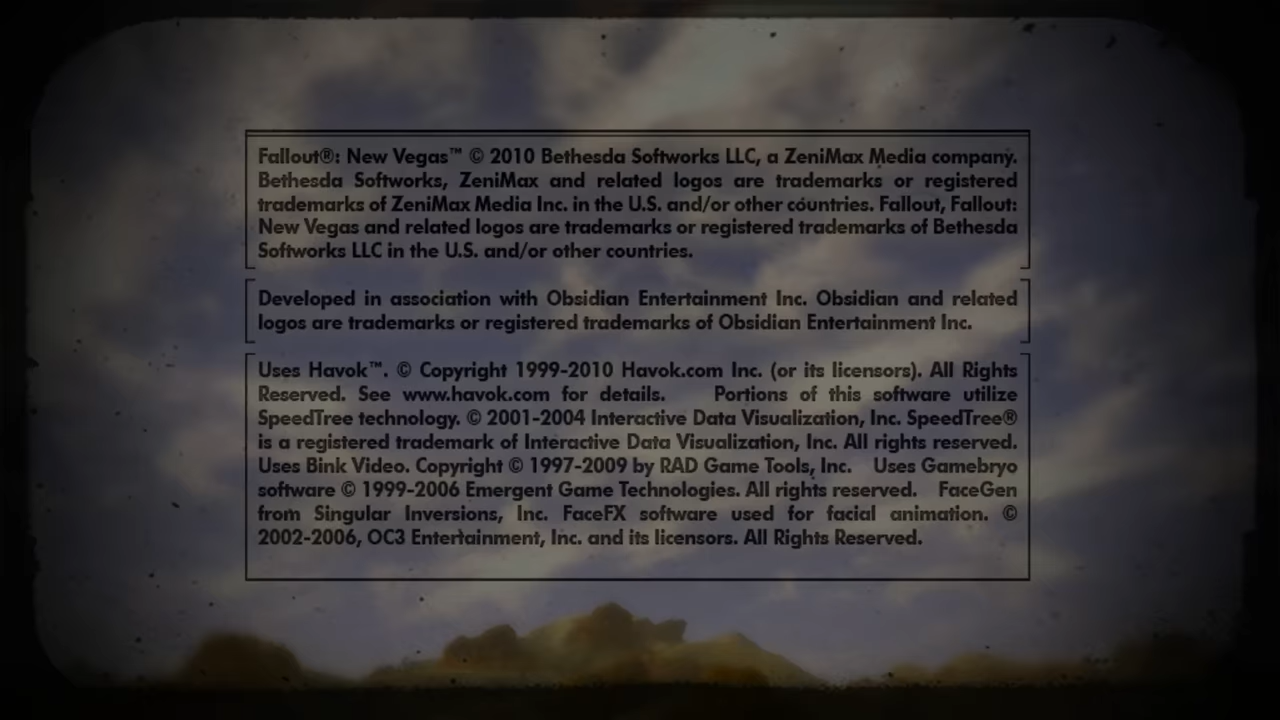 Fallout®: New Vegas™ © 2010 Bethesda Softworks LLC, a ZeniMax Media company.
Bethesda Softworks, ZeniMax and related logos are trademarks or registered
trademarks of ZeniMax Media Inc. in the U.S. and/or other countries. Fallout, Fallout:
New Vegas and related logos are trademarks or registered trademarks of Bethesda
Softworks LLC in the U.S. and/or other countries.
Developed in association with Obsidian Entertainment Inc. Obsidian and related
logos are trademarks or registered trademarks of Obsidian Entertainment Inc.
Uses Havok™. © Copyright 1999-2010 Havok.com Inc. (or its licensors). All Rights
Reserved. See www.havok.com for details. Portions of this software utilize
SpeedTree technology. © 2001-2004 Interactive Data Visualization, Inc. SpeedTree®
is a registered trademark of Interactive Data Visualization, Inc. All rights reserved.
Uses Bink Video. Copyright © 1997-2009 by RAD Game Tools, Inc. Uses Gamebryo
software © 1999-2006 Emergent Game Technologies. All rights reserved. FaceGen
from Singular Inversions, Inc. FaceFX software used for facial animation. ©
2002-2006, OC3 Entertainment, Inc. and its licensors. All Rights Reserved.